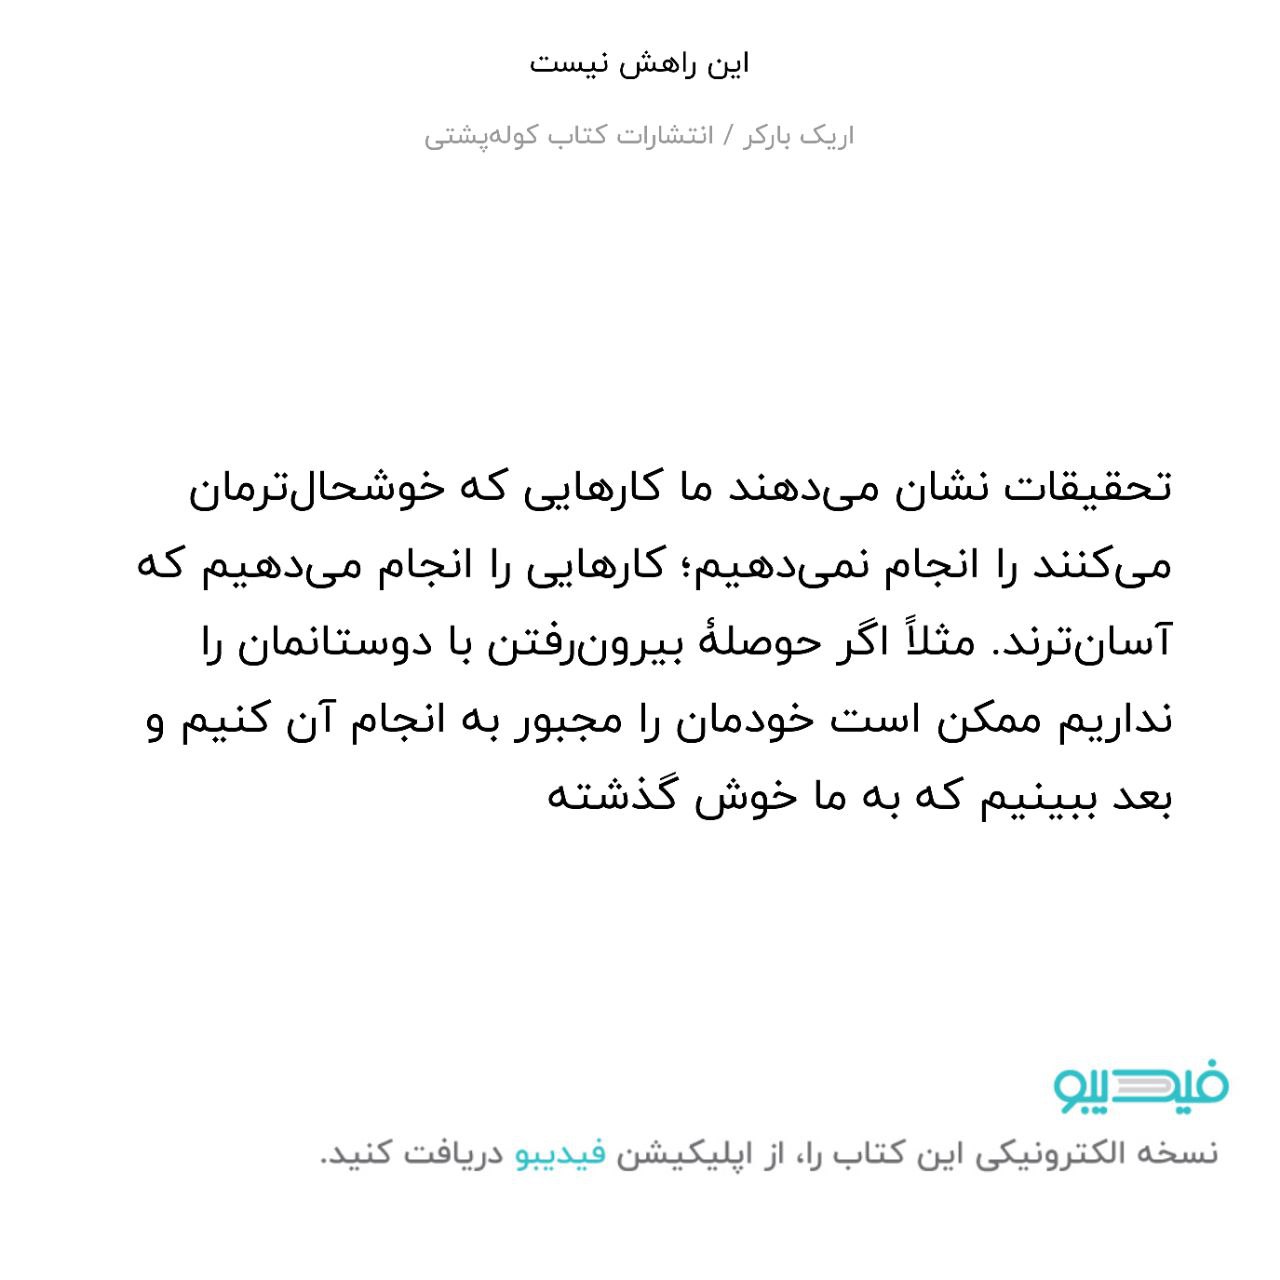 این راهش نیست
اریک بارکر / انتشارات کتاب کوله‌پشتی
تحقیقات نشان می‌دهند ما کارهایی که خوشحال‌ترمان
می‌کنند را انجام نمی‌دهیم؛ کارهایی را انجام می‌دهیم که
آسان‌ترند. مثلاً اگر حوصلهٔ بیرون‌رفتن با دوستانمان را
نداریم ممکن است خودمان را مجبور به انجام آن کنیم و
بعد ببینیم که به ما خوش گذشته
فیدیبو
نسخه الکترونیکی این کتاب را، از اپلیکیشن فیدیبو دریافت کنید.